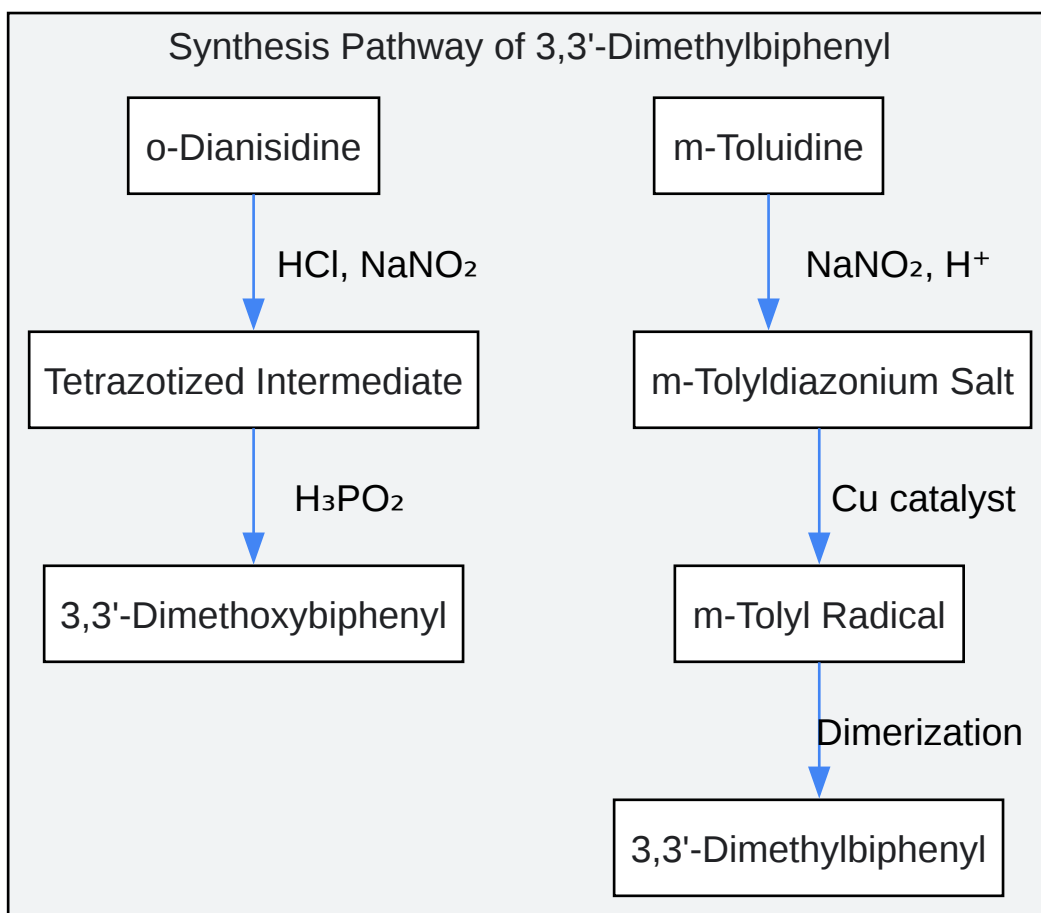 Synthesis Pathway of 3,3'-Dimethylbiphenyl
o-Dianisidine
HCl, NaNO₂
Tetrazotized Intermediate
H₃PO₂
3,3'-Dimethoxybiphenyl
m-Toluidine
NaNO₂, H⁺
m-Tolyldiazonium Salt
Cu catalyst
m-Tolyl Radical
Dimerization
3,3'-Dimethylbiphenyl